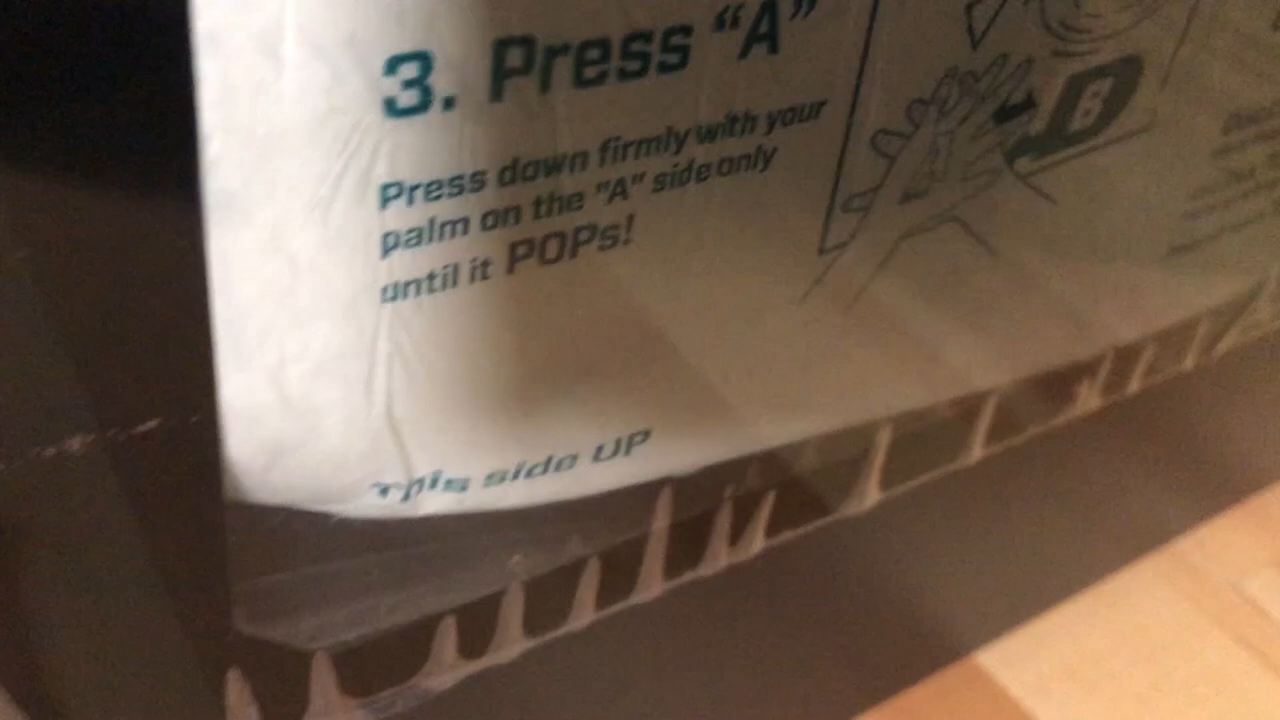 3. Press “A”
Press down firmly with your
palm on the "A" side only
until it POPs!
B
This side UP